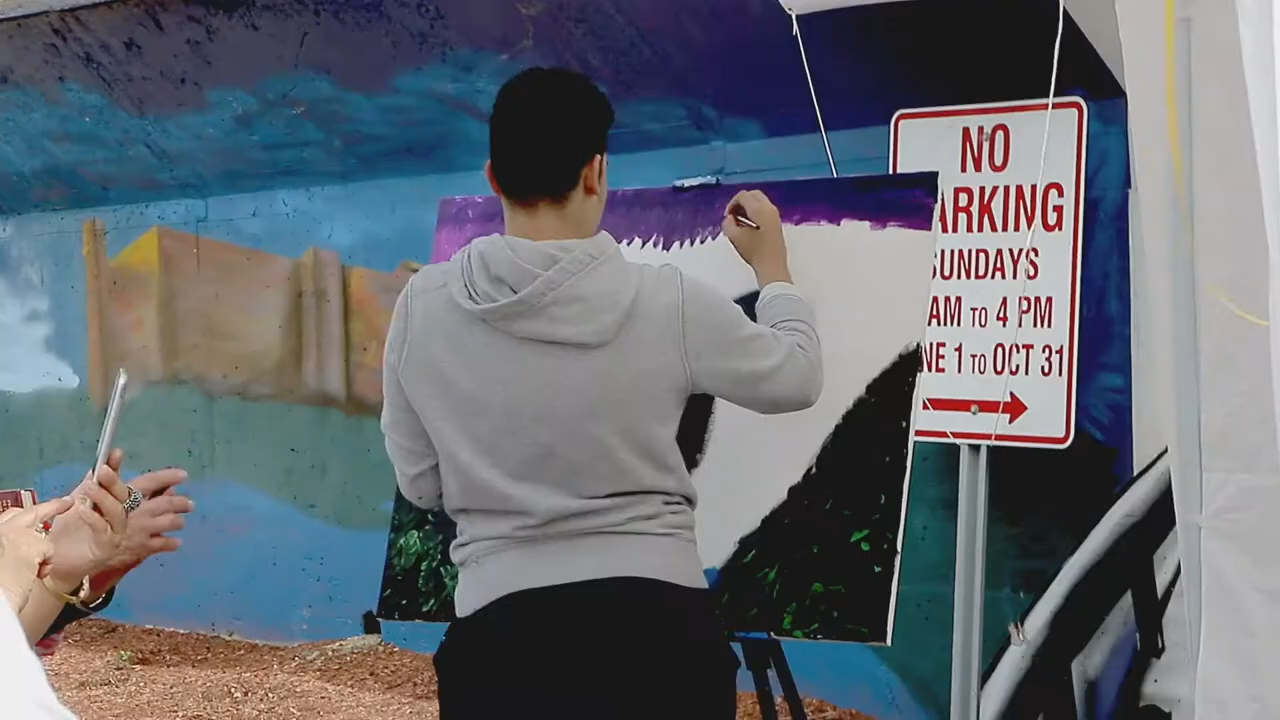 NO
ARKING
SUNDAYS
AM TO 4 PM
NE 1 TO OCT 31